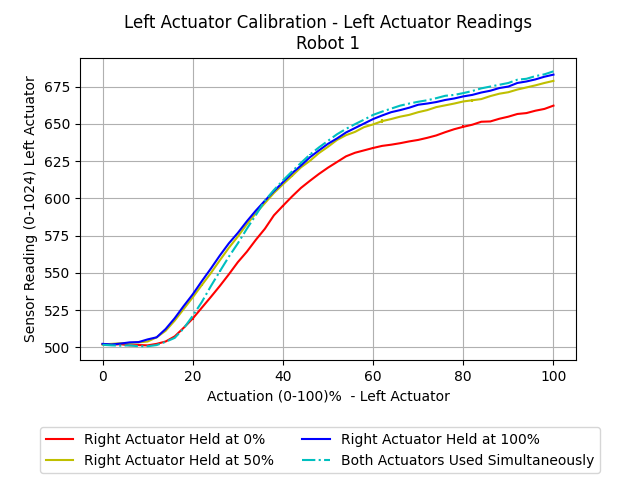 Left Actuator Calibration - Left Actuator Readings
Robot 1
Sensor Reading (0-1024) Left Actuator
675
650
625
600
575
550
525
500
0 20 40 60 80 100
Actuation (0-100)%  - Left Actuator
Right Actuator Held at 0%
Right Actuator Held at 50%
Right Actuator Held at 100%
Both Actuators Used Simultaneously